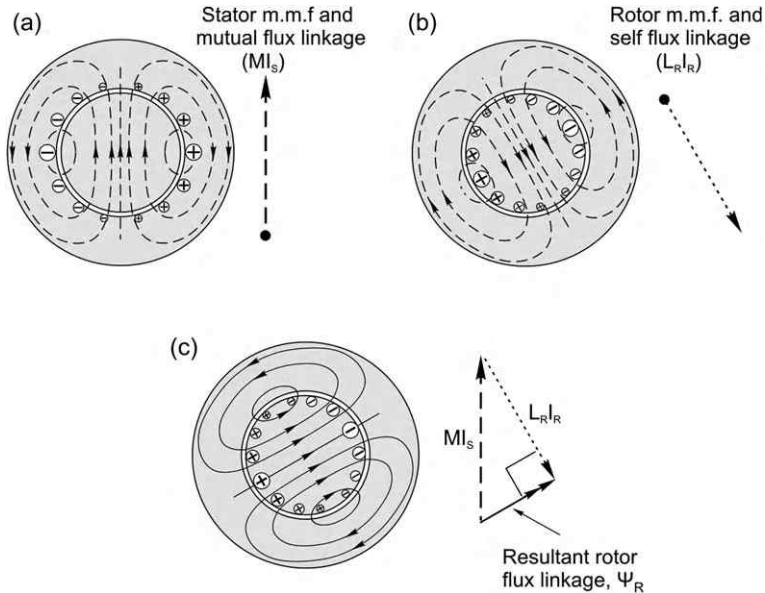 (a)
Stator m.m.f and
mutual flux linkage
(MIₛ)
(b)
Rotor m.m.f. and
self flux linkage
(LRIR)
(c)
MIₛ
LRIR
Resultant rotor
flux linkage, ΨR